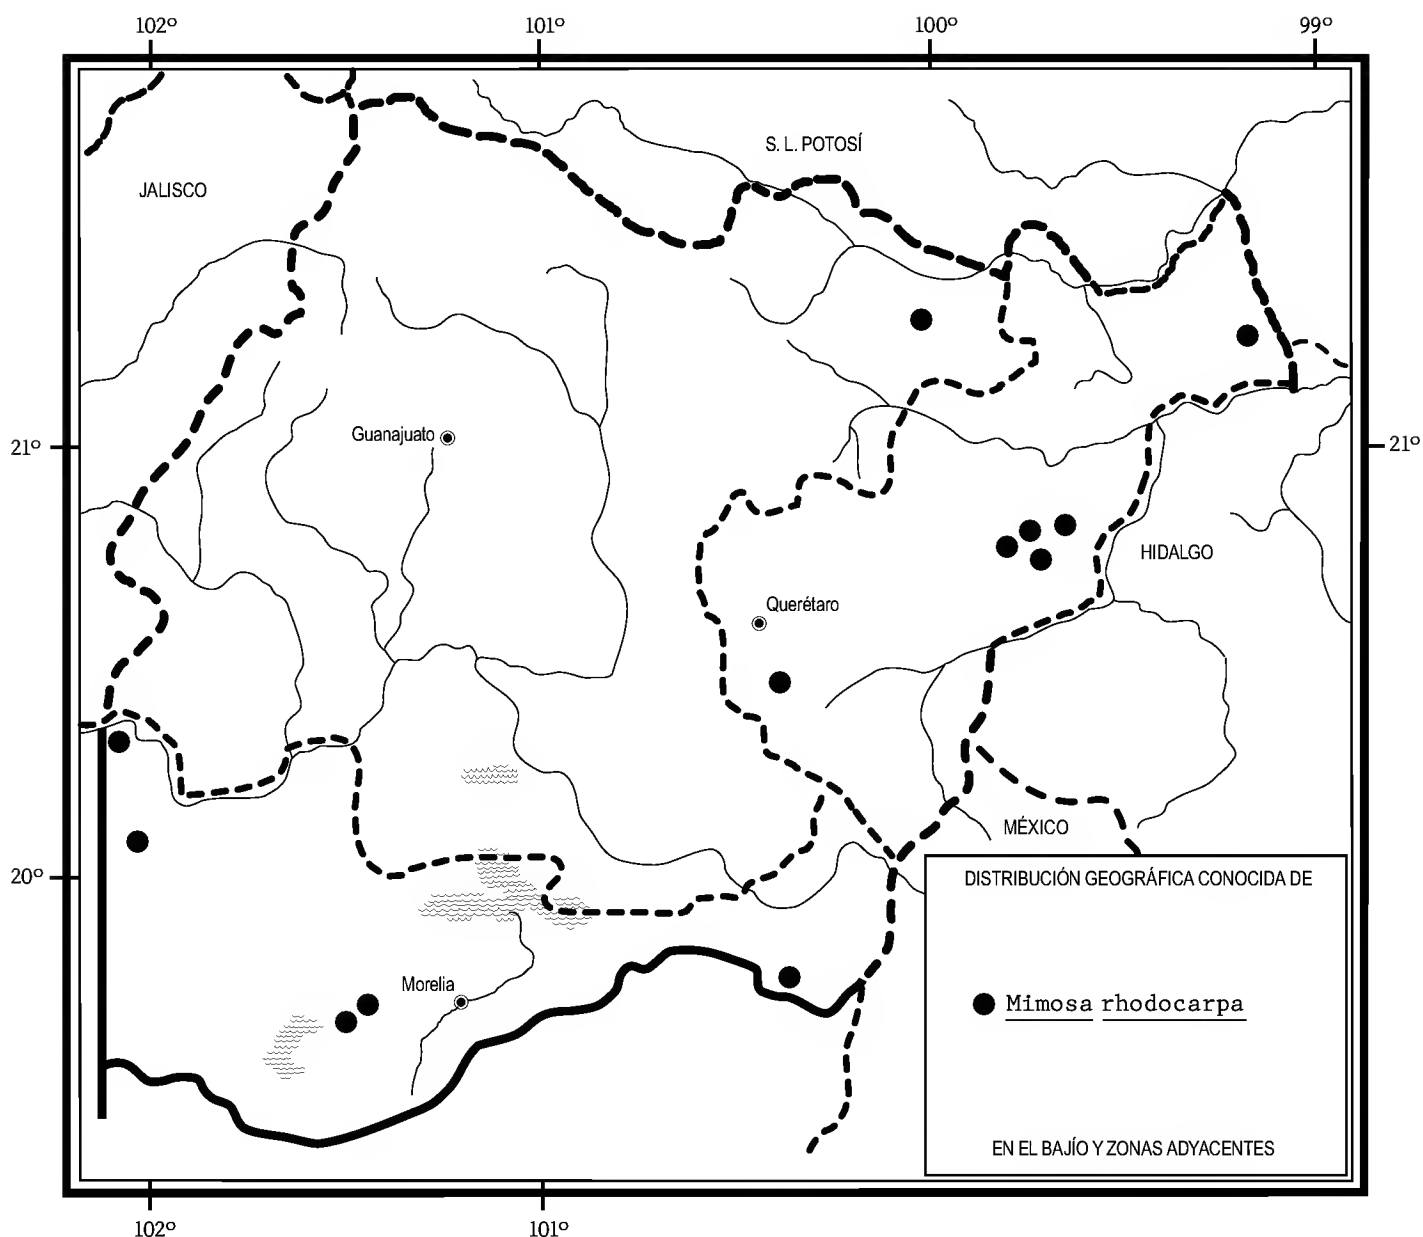 102º 101º 100º 99º
S. L. POTOSÍ
JALISCO
Guanajuato
21º 21º
HIDALGO
Querétaro
MÉXICO
20º
DISTRIBUCIÓN GEOGRÁFICA CONOCIDA DE
Morelia
Mimosa rhodocarpa
EN EL BAJÍO Y ZONAS ADYACENTES
102º 101º